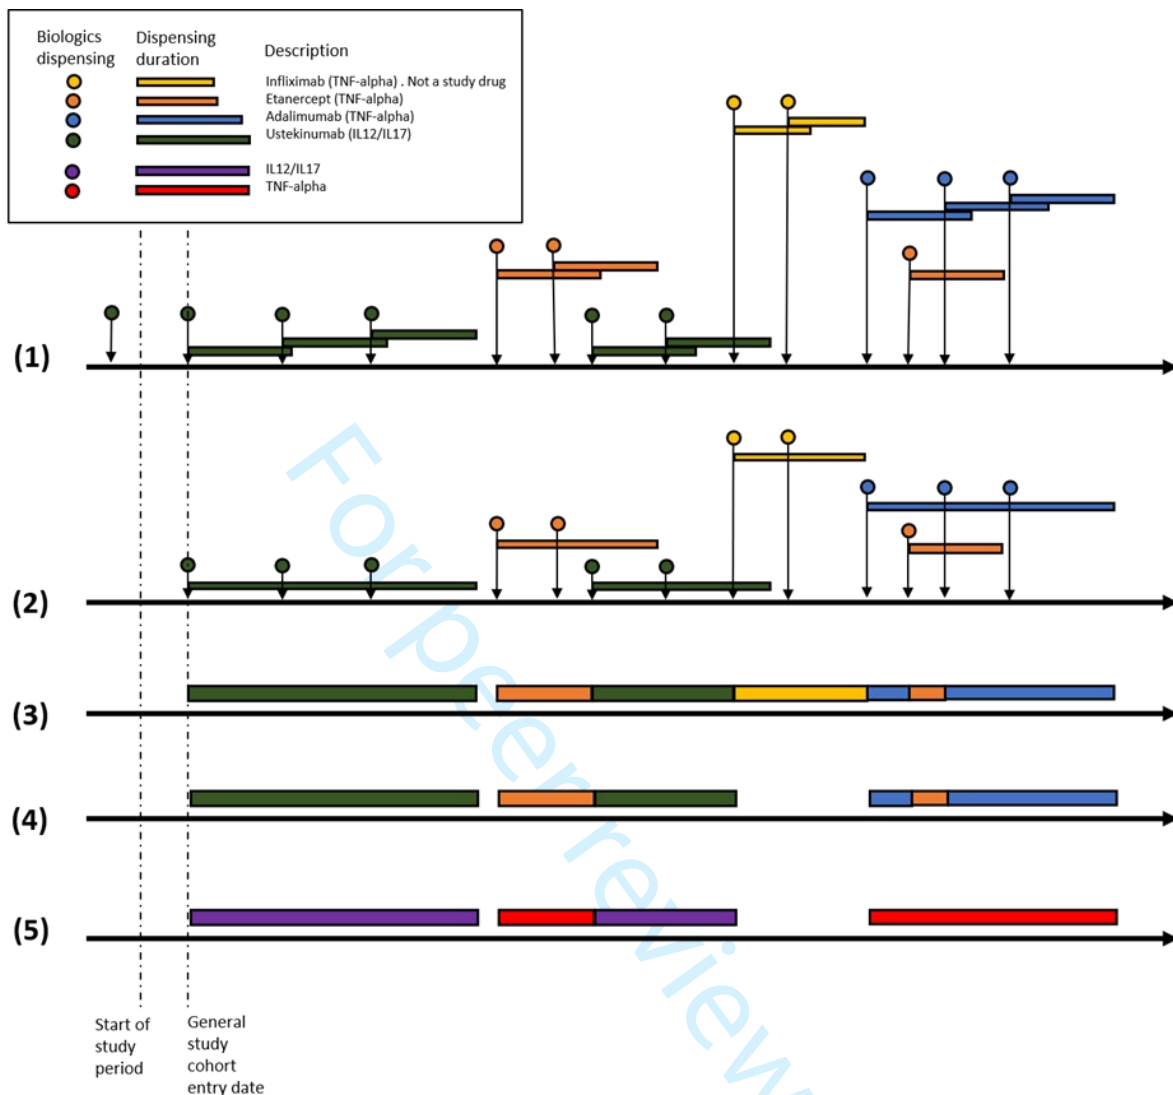 Biologics
dispensing
Dispensing
duration
Description
Infliximab (TNF-alpha) . Not a study drug
Etanercept (TNF-alpha)
Adalimumab (TNF-alpha)
Ustekinumab (IL12/IL17)
IL12/IL17
TNF-alpha
(1)
(2)
(3)
(4)
(5)
For peer review
Start of
study
period
General
study
cohort
entry date